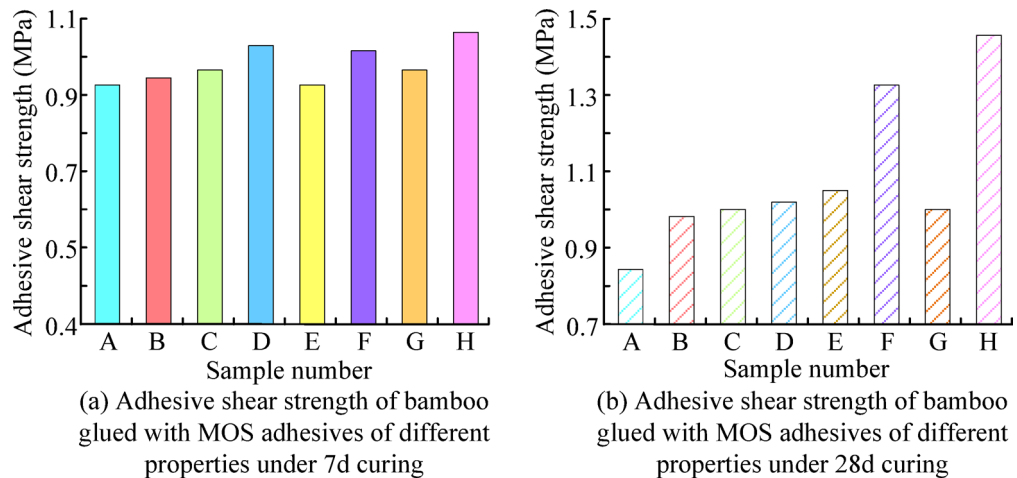 Adhesive shear strength (MPa)
1.1
0.9
0.7
0.5
0.4
A B C D E F G H
Sample number
(a) Adhesive shear strength of bamboo
glued with MOS adhesives of different
properties under 7d curing
Adhesive shear strength (MPa)
1.5
1.3
1.1
0.9
0.7
A B C D E F G H
Sample number
(b) Adhesive shear strength of bamboo
glued with MOS adhesives of different
properties under 28d curing